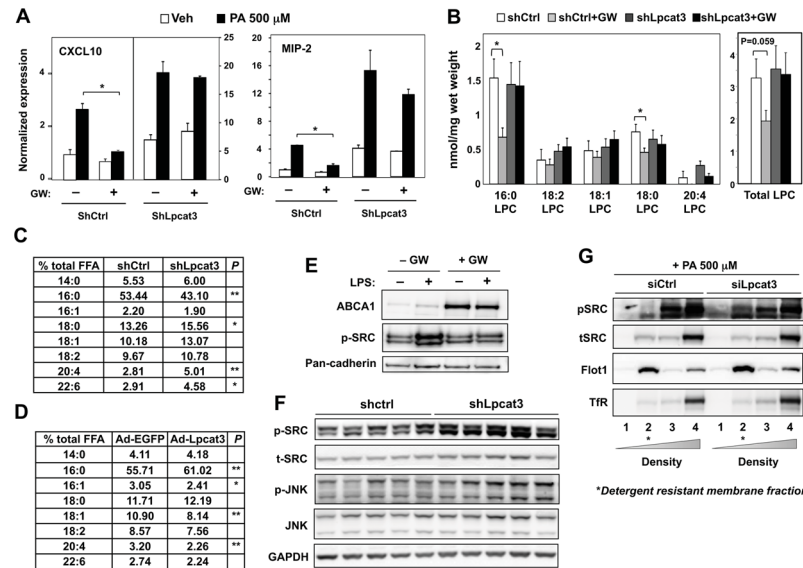 A
Veh PA 500 μM
CXCL10
MIP-2
Normalized expression
4
2
0
25
20
15
10
5
0
20
15
10
5
0
*
*
GW: – + – + – + – +
ShCtrl ShLpcat3 ShCtrl ShLpcat3
B
shCtrl shCtrl+GW shLpcat3 shLpcat3+GW
nmol/mg wet weight
2
1.5
1
0.5
0
*
*
16:0 18:2 18:1 18:0 20:4
LPC LPC LPC LPC LPC
P=0.059
4
3
2
1
0
Total LPC
C
% total FFA shCtrl shLpcat3 P
14:0 5.53 6.00
16:0 53.44 43.10 **
16:1 2.20 1.90
18:0 13.26 15.56 *
18:1 10.18 13.07
18:2 9.67 10.78
20:4 2.81 5.01 **
22:6 2.91 4.58 *
D
% total FFA Ad-EGFP Ad-Lpcat3 P
14:0 4.11 4.18
16:0 55.71 61.02 **
16:1 3.05 2.41 *
18:0 11.71 12.19
18:1 10.90 8.14 **
18:2 8.57 7.56
20:4 3.20 2.26 **
22:6 2.74 2.24
E
– GW + GW
LPS: – + – +
ABCA1
p-SRC
Pan-cadherin
F
shctrl shLpcat3
p-SRC
t-SRC
p-JNK
JNK
GAPDH
G
+ PA 500 μM
siCtrl siLpcat3
pSRC
tSRC
Flot1
TfR
1 2 3 4 1 2 3 4
* *
Density Density
*Detergent resistant membrane fraction